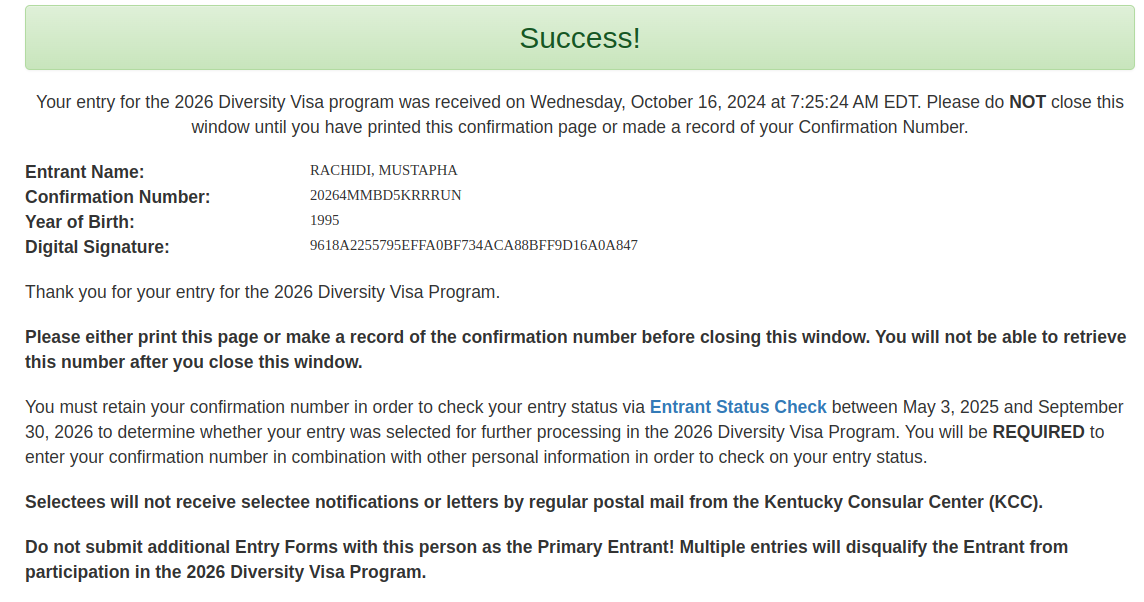 Success!
Your entry for the 2026 Diversity Visa program was received on Wednesday, October 16, 2024 at 7:25:24 AM EDT. Please do NOT close this
window until you have printed this confirmation page or made a record of your Confirmation Number.
Entrant Name: RACHIDI, MUSTAPHA
Confirmation Number: 20264MMBD5KRRRUN
Year of Birth: 1995
Digital Signature: 9618A2255795EFFA0BF734ACA88BFF9D16A0A847
Thank you for your entry for the 2026 Diversity Visa Program.
Please either print this page or make a record of the confirmation number before closing this window. You will not be able to retrieve
this number after you close this window.
You must retain your confirmation number in order to check your entry status via Entrant Status Check between May 3, 2025 and September
30, 2026 to determine whether your entry was selected for further processing in the 2026 Diversity Visa Program. You will be REQUIRED to
enter your confirmation number in combination with other personal information in order to check on your entry status.
Selectees will not receive selectee notifications or letters by regular postal mail from the Kentucky Consular Center (KCC).
Do not submit additional Entry Forms with this person as the Primary Entrant! Multiple entries will disqualify the Entrant from
participation in the 2026 Diversity Visa Program.